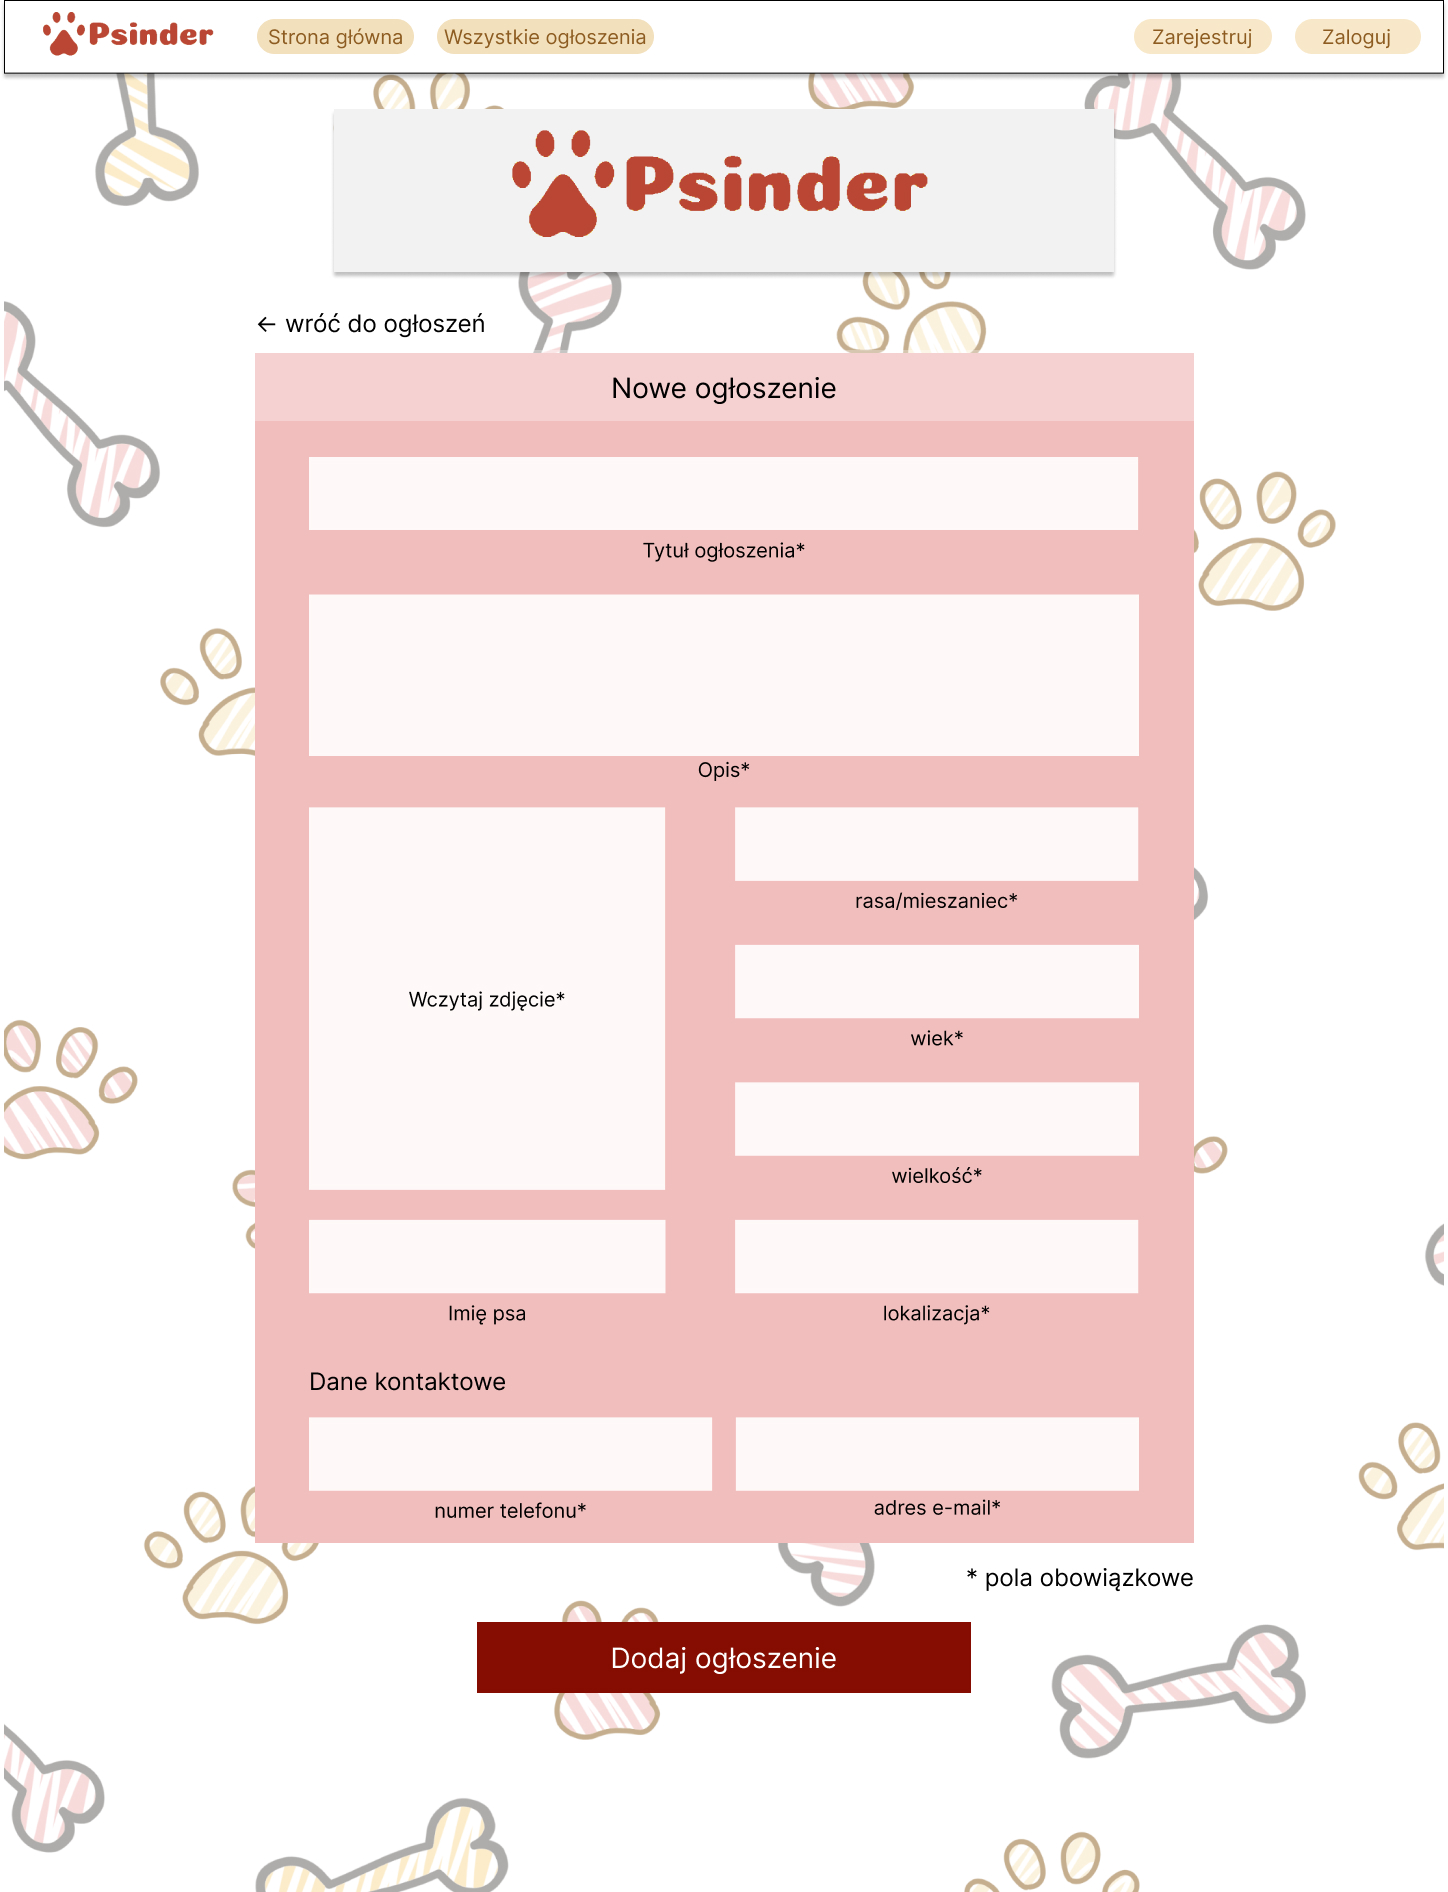 Psinder
Strona główna
Wszystkie ogłoszenia
Zarejestruj
Zaloguj
Psinder
← wróć do ogłoszeń
Nowe ogłoszenie
Tytuł ogłoszenia*
Opis*
Wczytaj zdjęcie*
rasa/mieszaniec*
wiek*
wielkość*
Imię psa
lokalizacja*
Dane kontaktowe
numer telefonu*
adres e-mail*
* pola obowiązkowe
Dodaj ogłoszenie